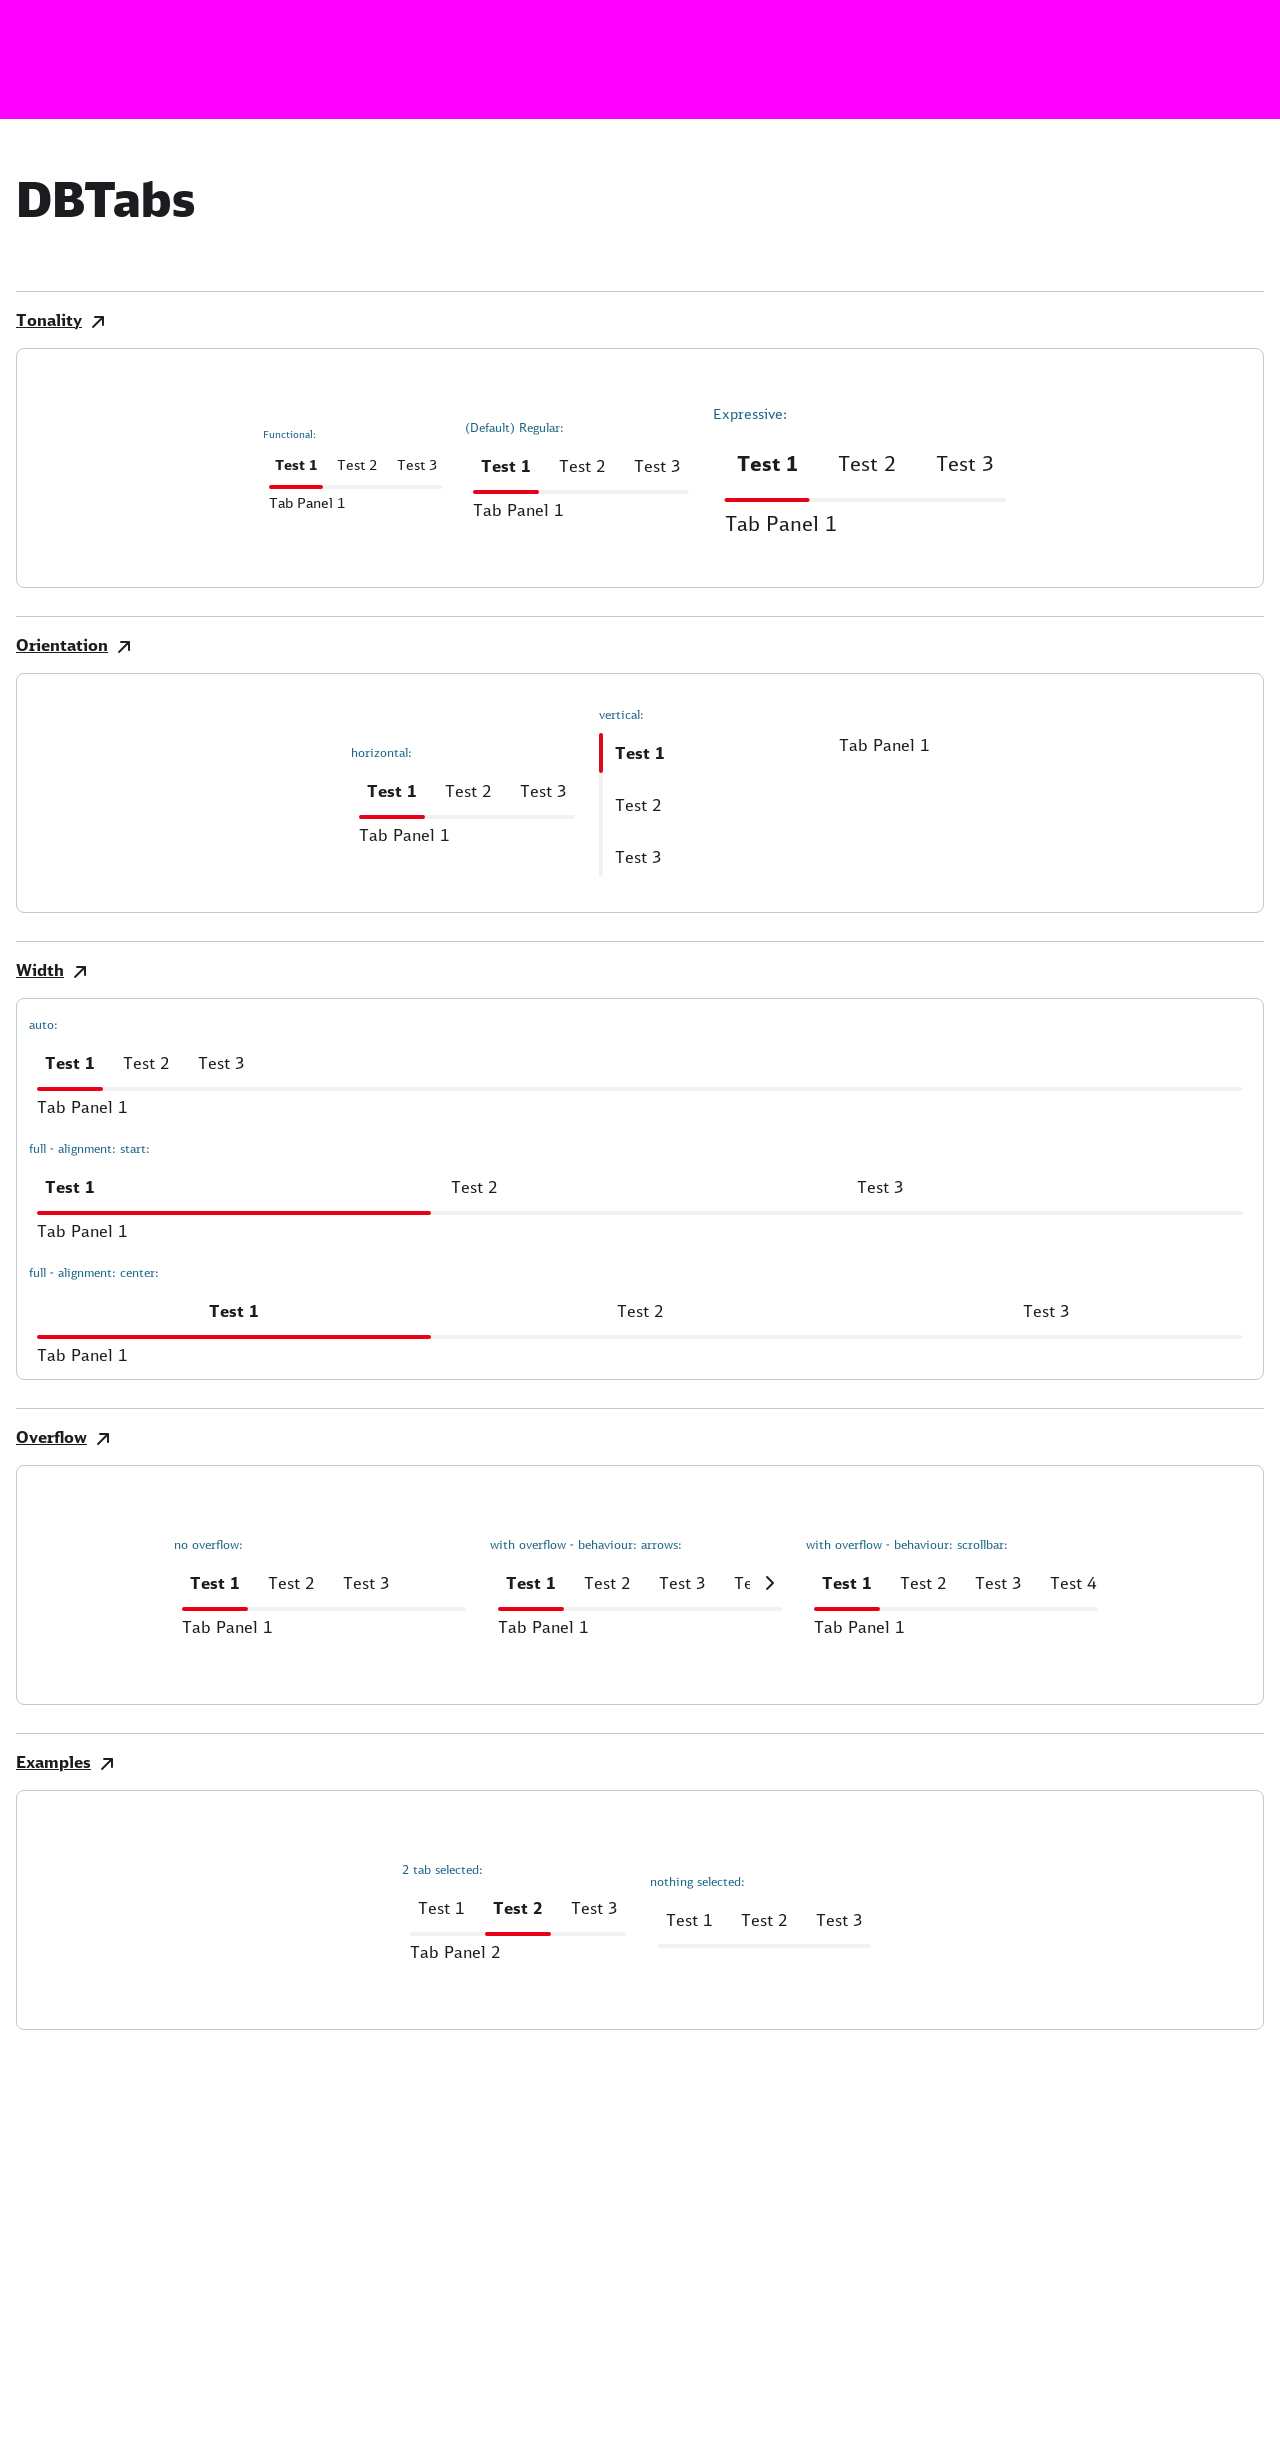 DBTabs
Tonality
Functional:
Test 1 Test 2 Test 3
Tab Panel 1
(Default) Regular:
Test 1 Test 2 Test 3
Tab Panel 1
Expressive:
Test 1 Test 2 Test 3
Tab Panel 1
Orientation
horizontal:
Test 1 Test 2 Test 3
Tab Panel 1
vertical:
Test 1
Test 2
Test 3
Tab Panel 1
Width
auto:
Test 1 Test 2 Test 3
Tab Panel 1
full - alignment: start:
Test 1 Test 2 Test 3
Tab Panel 1
full - alignment: center:
Test 1 Test 2 Test 3
Tab Panel 1
Overflow
no overflow:
Test 1 Test 2 Test 3
Tab Panel 1
with overflow - behaviour: arrows:
Test 1 Test 2 Test 3
Tab Panel 1
with overflow - behaviour: scrollbar:
Test 1 Test 2 Test 3 Test 4
Tab Panel 1
Examples
2 tab selected:
Test 1 Test 2 Test 3
Tab Panel 2
nothing selected:
Test 1 Test 2 Test 3